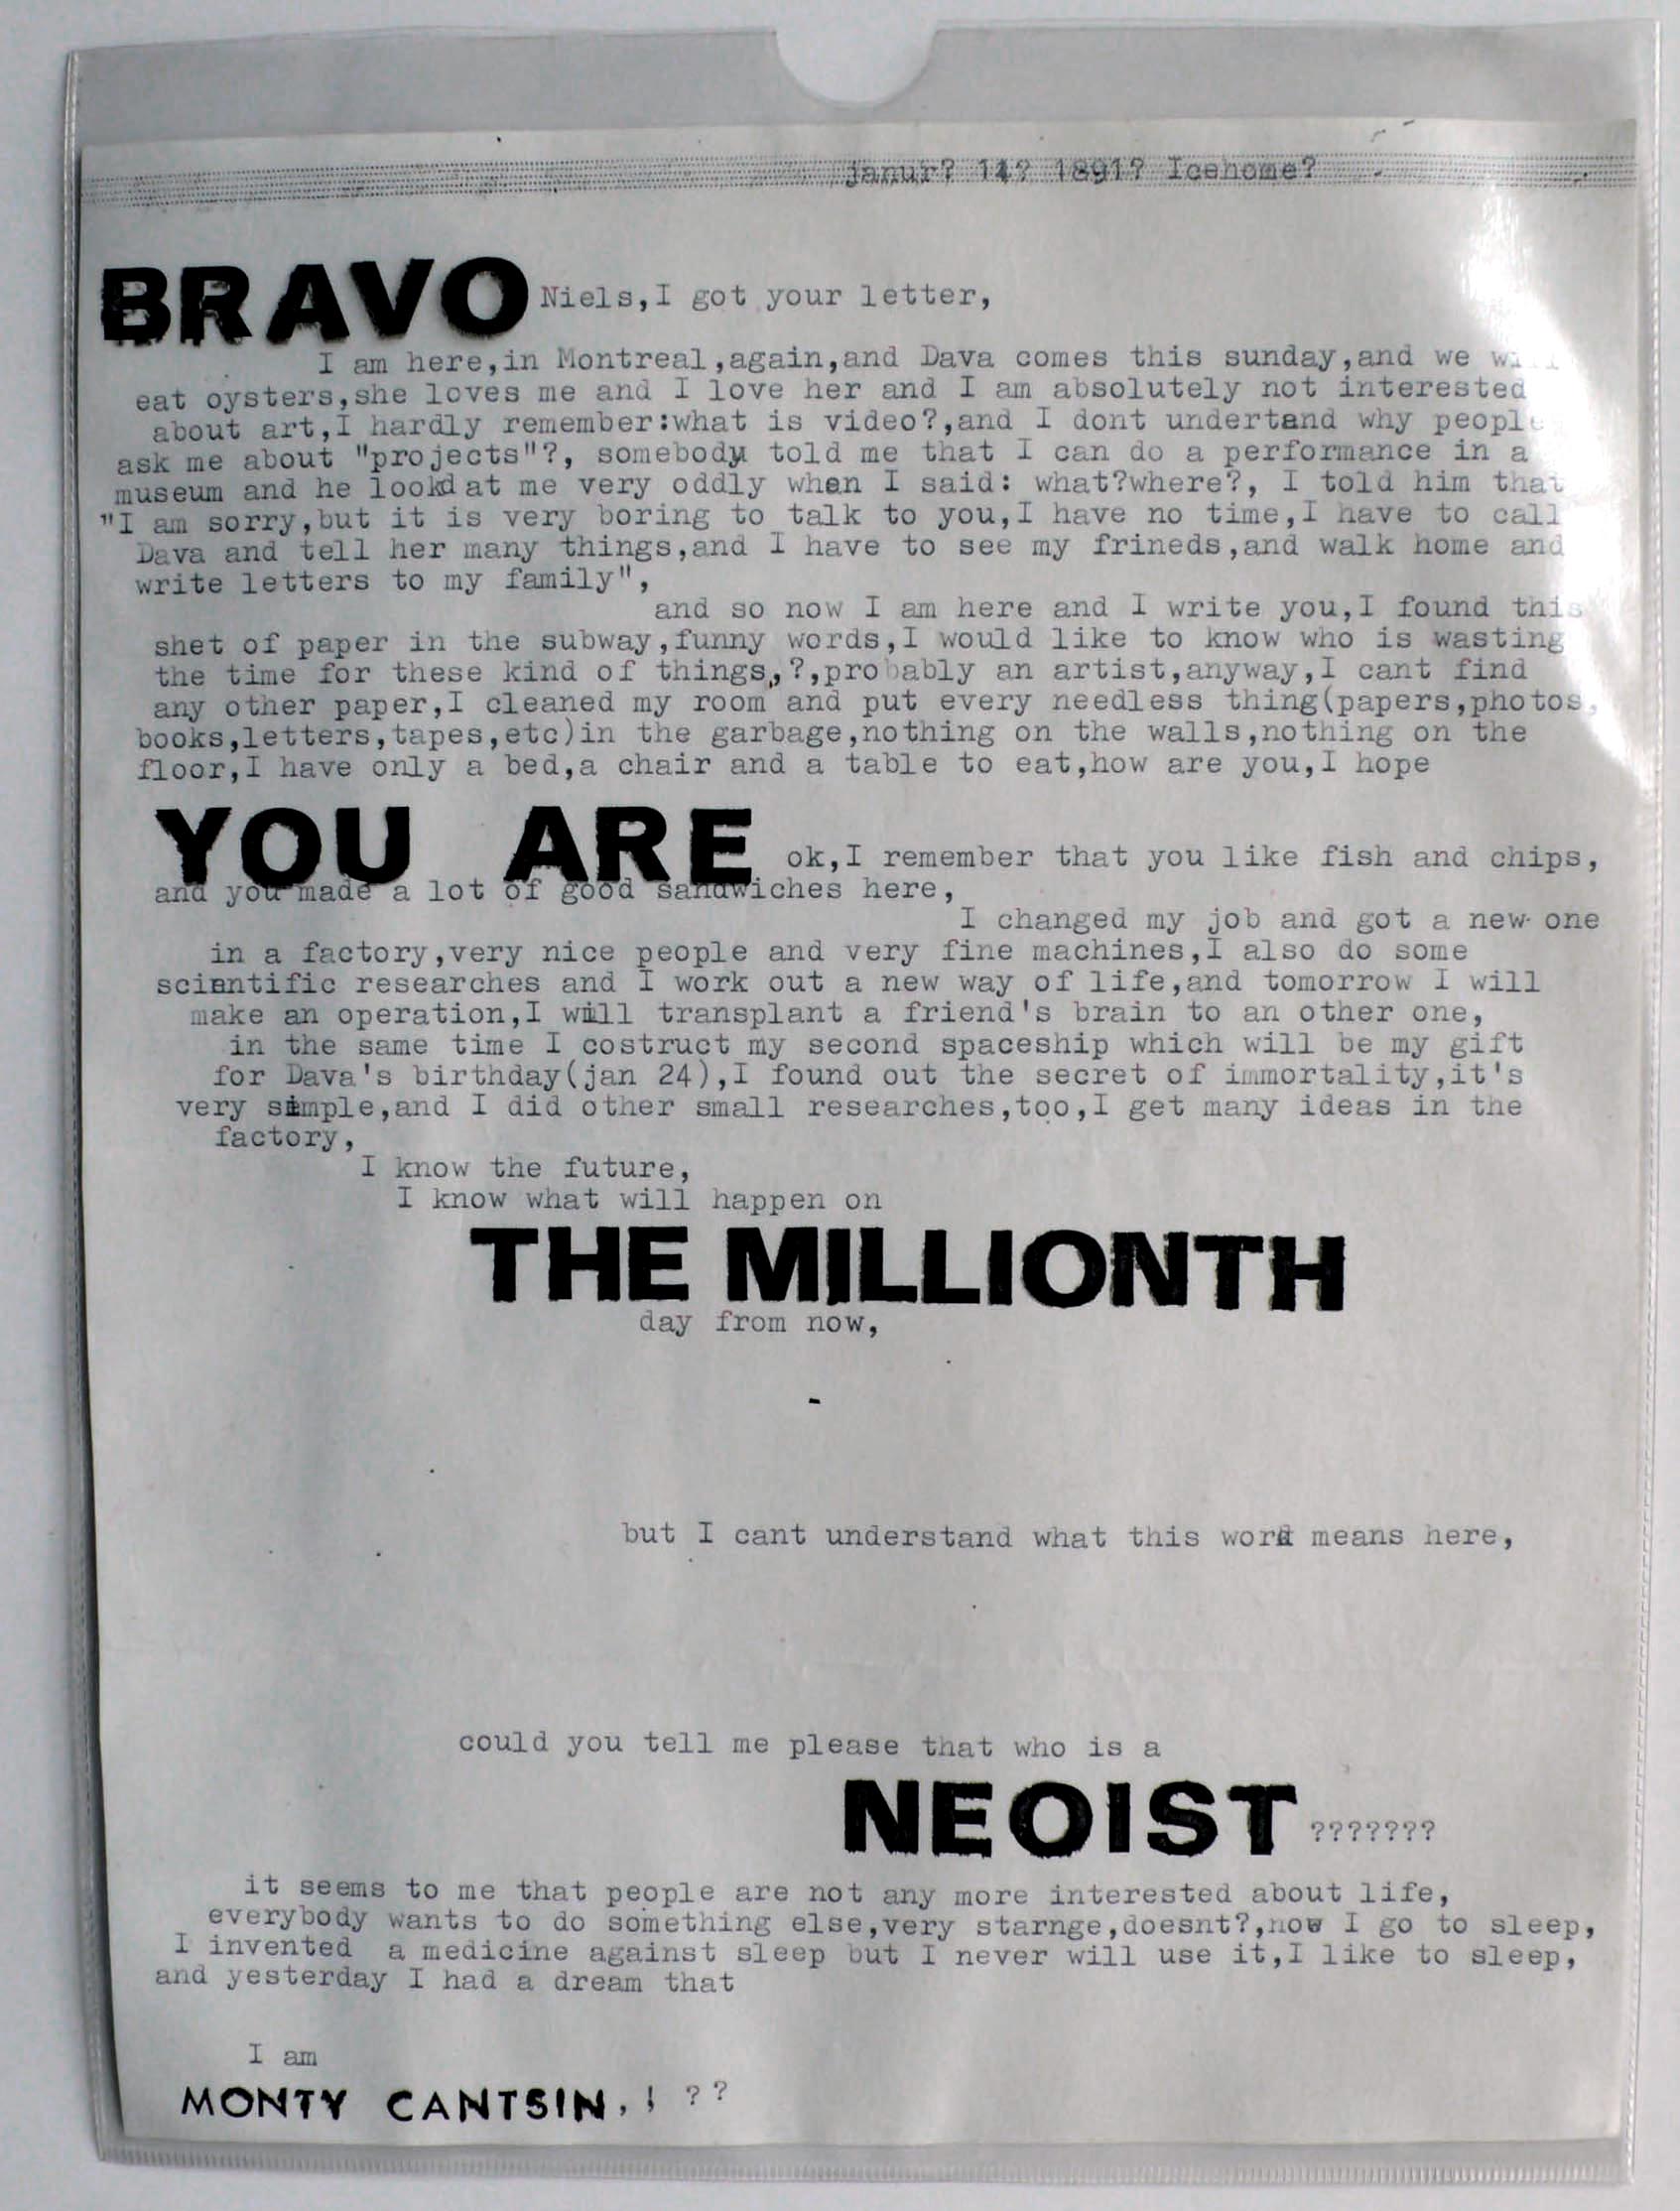 janur? 14? 1891? Icehome?
BRAVO Niels,I got your letter,
I am here,in Montreal,again,and Dava comes this sunday,and we will
eat oysters,she loves me and I love her and I am absolutely not interested
about art,I hardly remember:what is video?,and I dont undertand why people
ask me about "projects"?, somebody told me that I can do a performance in a
museum and he lookd at me very oddly when I said: what?where?, I told him that
"I am sorry,but it is very boring to talk to you,I have no time,I have to call
Dava and tell her many things,and I have to see my frineds,and walk home and
write letters to my family",
and so now I am here and I write you,I found this
shet of paper in the subway,funny words,I would like to know who is wasting
the time for these kind of things,?,probably an artist,anyway,I cant find
any other paper,I cleaned my room and put every needless thing(papers,photos,
books,letters,tapes,etc)in the garbage,nothing on the walls,nothing on the
floor,I have only a bed,a chair and a table to eat,how are you,I hope
YOU ARE ok,I remember that you like fish and chips,
and you made a lot of good sandwiches here,
I changed my job and got a new one
in a factory,very nice people and very fine machines,I also do some
scientific researches and I work out a new way of life,and tomorrow I will
make an operation,I will transplant a friend's brain to an other one,
in the same time I costruct my second spaceship which will be my gift
for Dava's birthday(jan 24),I found out the secret of immortality,it's
very simple,and I did other small researches,too,I get many ideas in the
factory,
I know the future,
I know what will happen on
THE MILLIONTH
day from now,
but I cant understand what this word means here,
could you tell me please that who is a
NEOIST ???????
it seems to me that people are not any more interested about life,
everybody wants to do something else,very starnge,doesnt?,now I go to sleep,
I invented a medicine against sleep but I never will use it,I like to sleep,
and yesterday I had a dream that
I am
MONTY CANTSIN, ! ??